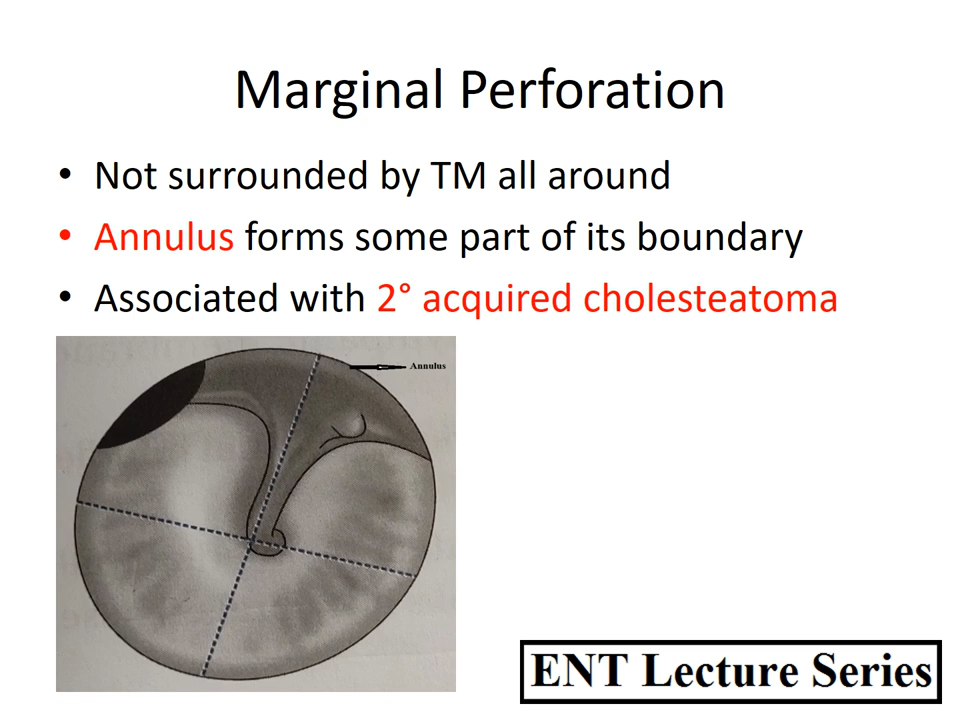 Marginal Perforation
• Not surrounded by TM all around
• Annulus forms some part of its boundary
• Associated with 2° acquired cholesteatoma
Annulus
ENT Lecture Series